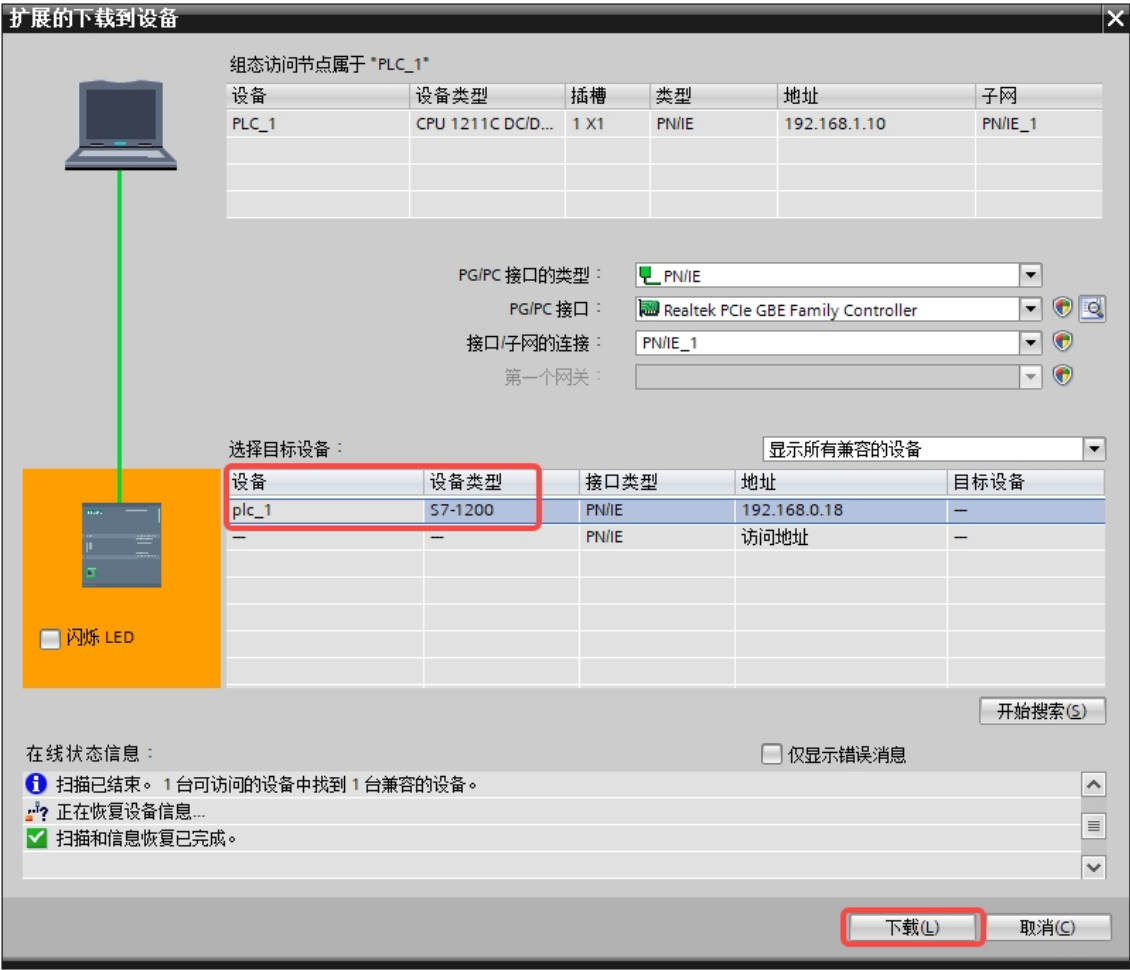 扩展的下载到设备
组态访问节点属于 "PLC_1"
设备 设备类型 插槽 类型 地址 子网
PLC_1 CPU 1211C DC/D... 1 X1 PN/IE 192.168.1.10 PN/IE_1
PG/PC 接口的类型： PN/IE
PG/PC 接口： Realtek PCIe GBE Family Controller
接口/子网的连接： PN/IE_1
第一个网关：
选择目标设备： 显示所有兼容的设备
设备 设备类型 接口类型 地址 目标设备
plc_1 S7-1200 PN/IE 192.168.0.18 —
— — PN/IE 访问地址 —
闪烁 LED
开始搜索(S)
在线状态信息： 仅显示错误消息
扫描已结束。 1 台可访问的设备中找到 1 台兼容的设备。
正在恢复设备信息...
扫描和信息恢复已完成。
下载(L) 取消(C)